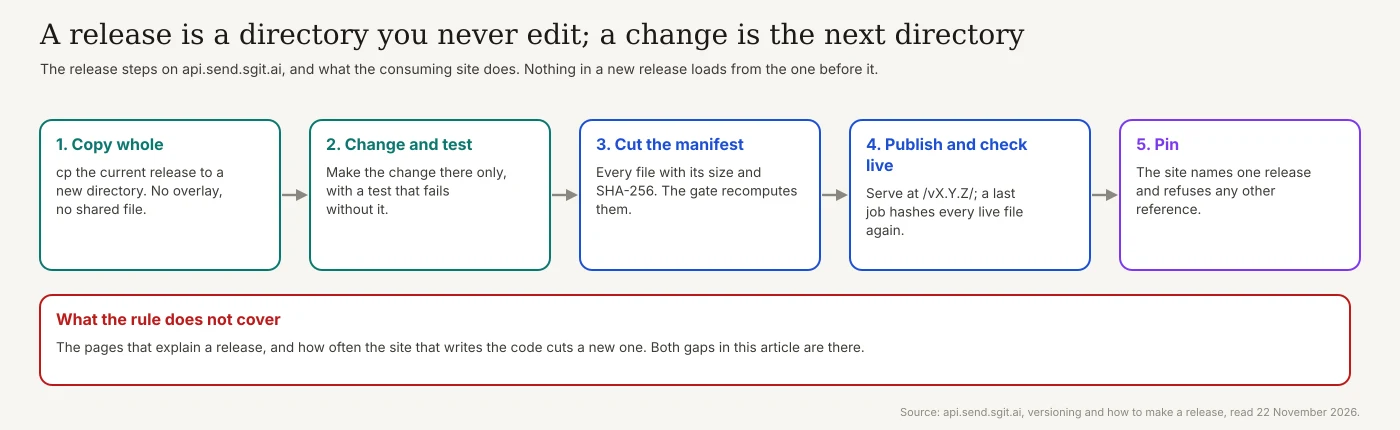 A release is a directory you never edit; a change is the next directory
The release steps on api.send.sgit.ai, and what the consuming site does. Nothing in a new release loads from the one before it.
1. Copy whole
cp the current release to a
new directory. No overlay,
no shared file.
2. Change and test
Make the change there only,
with a test that fails
without it.
3. Cut the manifest
Every file with its size and
SHA-256. The gate recomputes
them.
4. Publish and check
live
Serve at /vX.Y.Z/; a last
job hashes every live file
again.
5. Pin
The site names one release
and refuses any other
reference.
What the rule does not cover
The pages that explain a release, and how often the site that writes the code cuts a new one. Both gaps in this article are there.
Source: api.send.sgit.ai, versioning and how to make a release, read 22 November 2026.